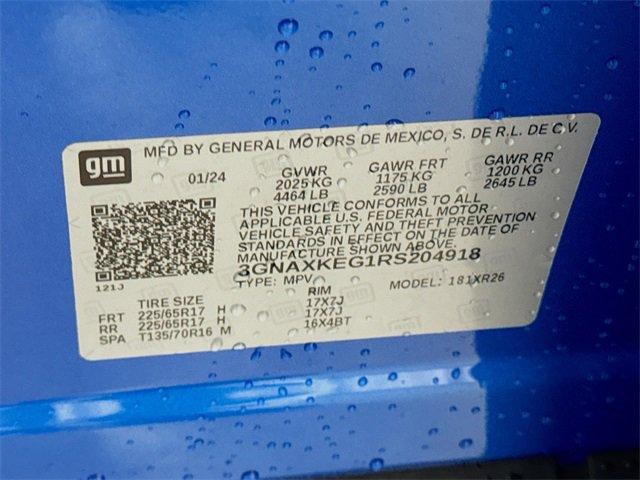 gm MFD BY GENERAL MOTORS DE MEXICO, S. DE R.L. DE C.V.
01/24 GVWR GAWR FRT GAWR RR
2025 KG 1175 KG 1200 KG
4464 LB 2590 LB 2645 LB
THIS VEHICLE CONFORMS TO ALL
APPLICABLE U.S. FEDERAL MOTOR
VEHICLE SAFETY AND THEFT PREVENTION
STANDARDS IN EFFECT ON THE DATE OF
MANUFACTURE SHOWN ABOVE.
3GNAXKEG1RS204918
121J TYPE: MPV MODEL: 181XR26
TIRE SIZE RIM
FRT 225/65R17 H 17X7J
RR 225/65R17 H 17X7J
SPA T135/70R16 M 16X4BT